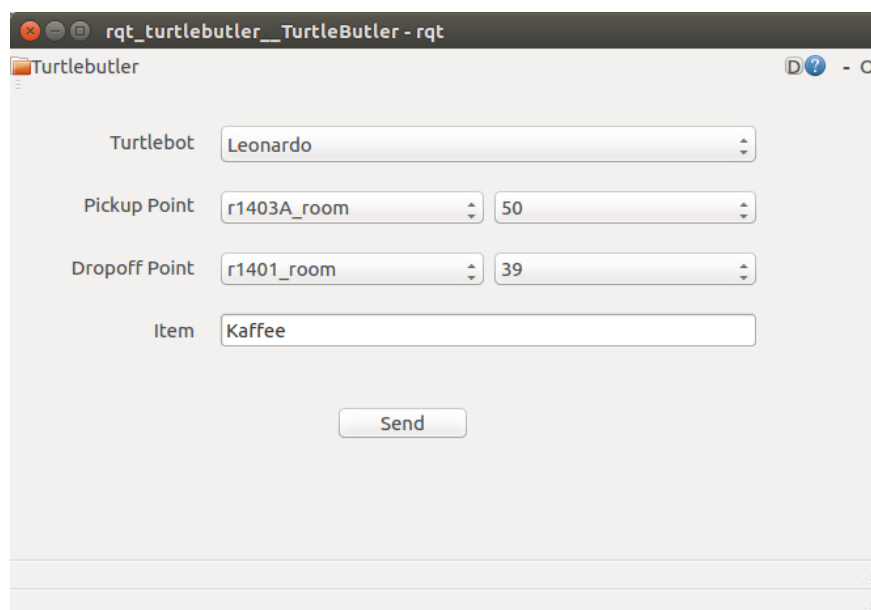 rqt_turtlebutler__TurtleButler - rqt
Turtlebutler D ? - O
Turtlebot Leonardo
Pickup Point r1403A_room 50
Dropoff Point r1401_room 39
Item Kaffee
Send